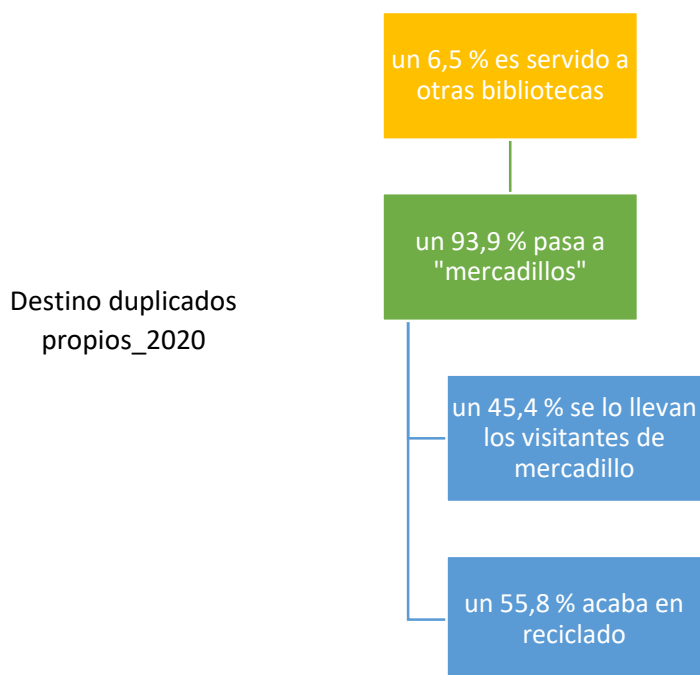 un 6,5 % es servido a
otras bibliotecas
un 93,9 % pasa a
"mercadillos"
Destino duplicados
propios_2020
un 45,4 % se lo llevan
los visitantes de
mercadillo
un 55,8 % acaba en
reciclado